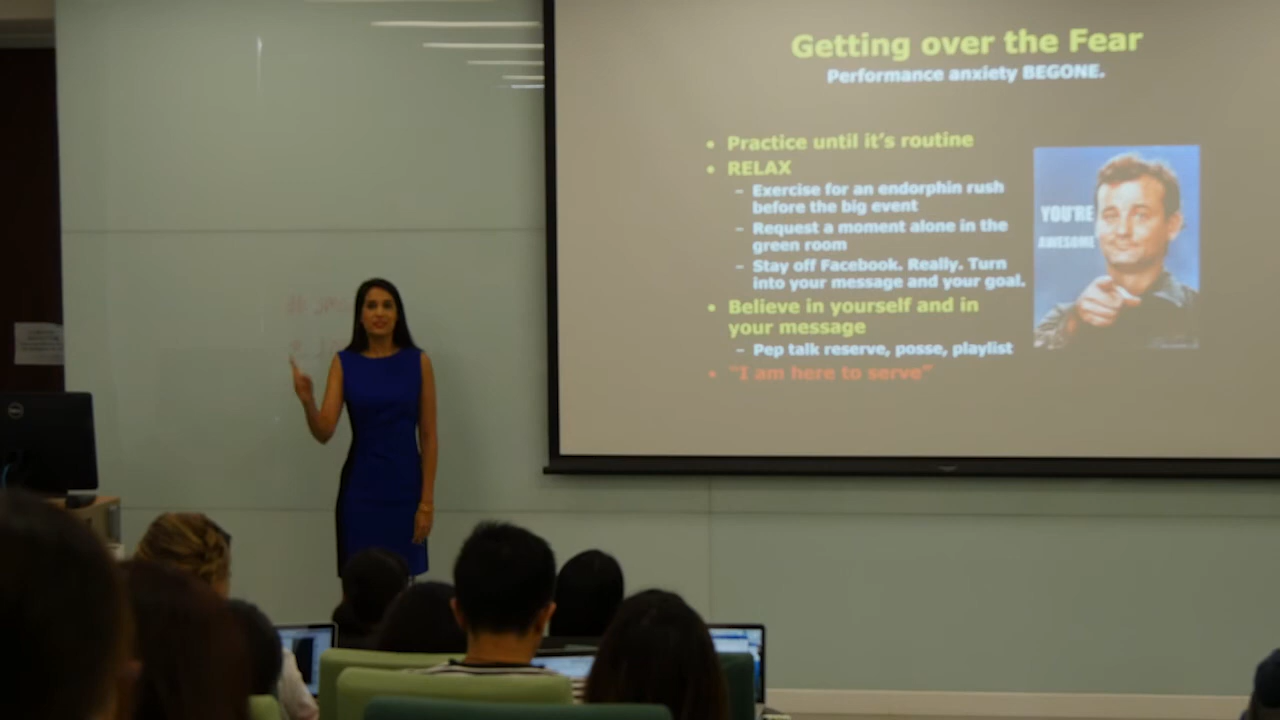 Getting over the Fear
Performance anxiety BEGONE.
• Practice until it's routine
• RELAX
– Exercise for an endorphin rush
before the big event
– Request a moment alone in the
green room
– Stay off Facebook. Really. Turn
into your message and your goal.
• Believe in yourself and in
your message
– Pep talk reserve, posse, playlist
• "I am here to serve"
YOU'RE
AWESOME
DELL